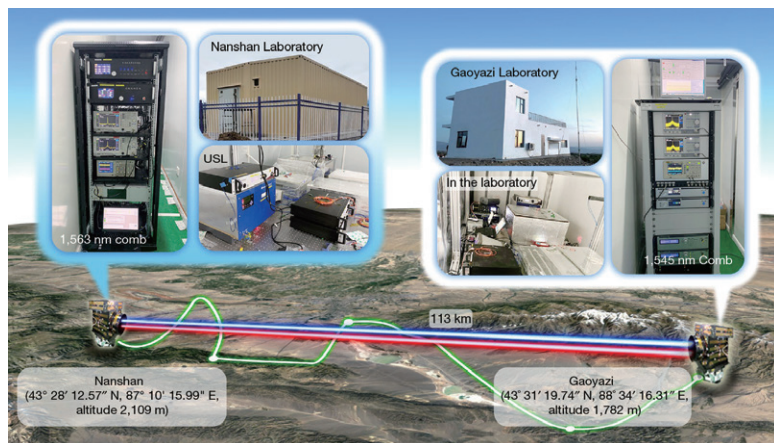 Nanshan Laboratory
USL
1,563 nm comb
Gaoyazi Laboratory
In the laboratory
1,545 nm Comb
113 km
Nanshan
(43° 28′ 12.57″ N, 87° 10′ 15.99″ E,
altitude 2,109 m)
Gaoyazi
(43° 31′ 19.74″ N, 88° 34′ 16.31″ E,
altitude 1,782 m)